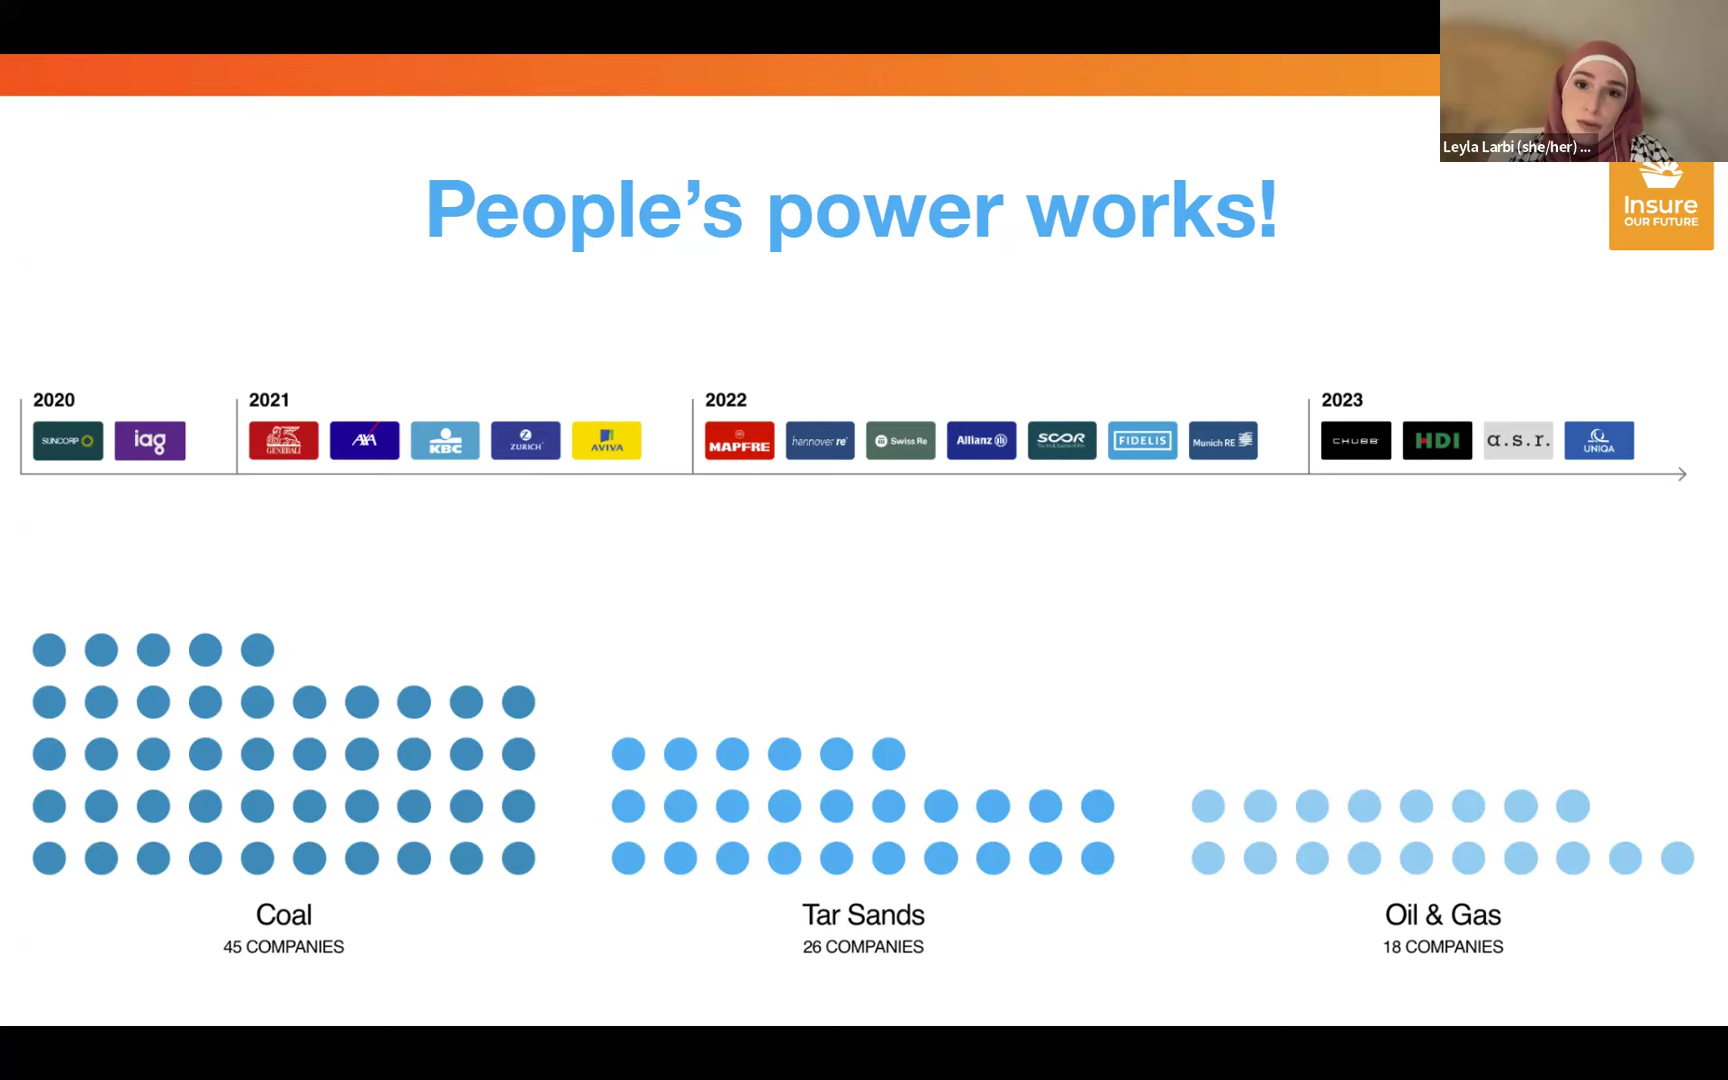 Leyla Larbi (she/her) ...
Insure
OUR FUTURE
People's power works!
2020
2021
2022
2023
SUNCORP
iag
GENERALI
AXA
KBC
ZURICH
AVIVA
MAPFRE
hannover re
Swiss Re
Allianz
SCOR
FIDELIS
Munich RE
CHUBB
HDI
a.s.r.
UNIQA
Coal
45 COMPANIES
Tar Sands
26 COMPANIES
Oil & Gas
18 COMPANIES